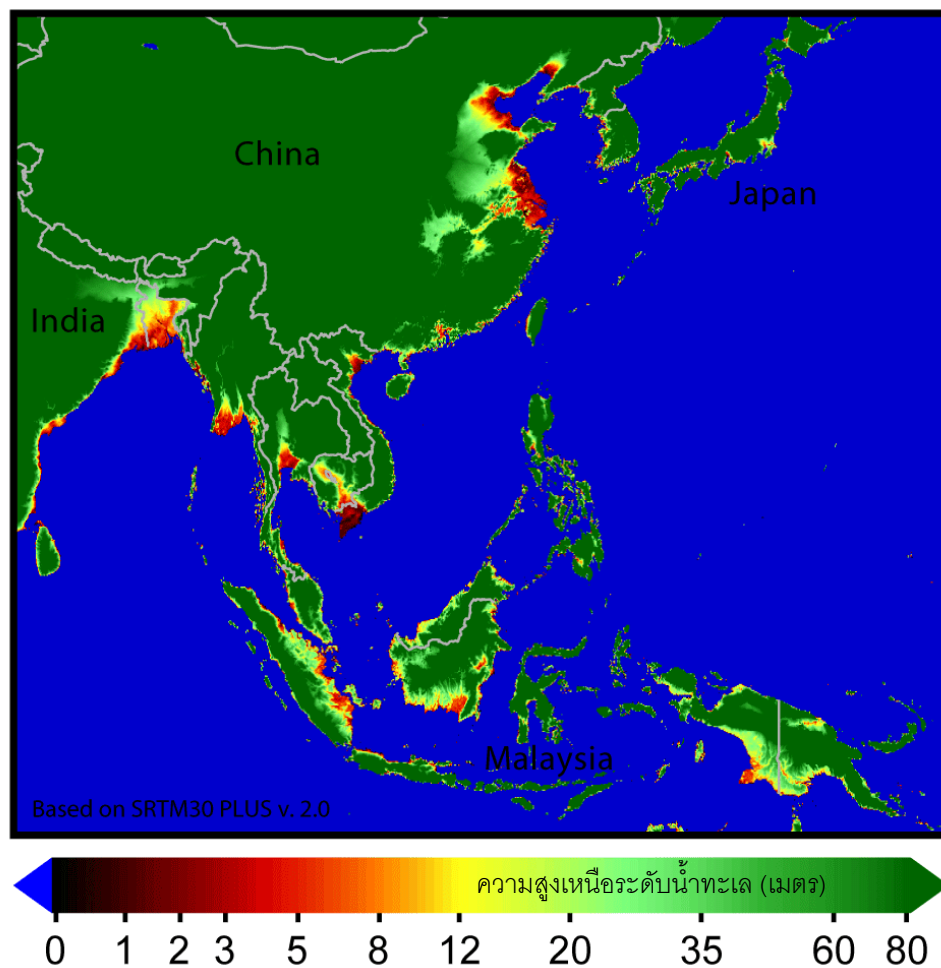 China
Japan
India
Malaysia
Based on SRTM30 PLUS v. 2.0
ความสูงเหนือระดับน้ำทะเล (เมตร)
0 1 2 3 5 8 12 20 35 60 80